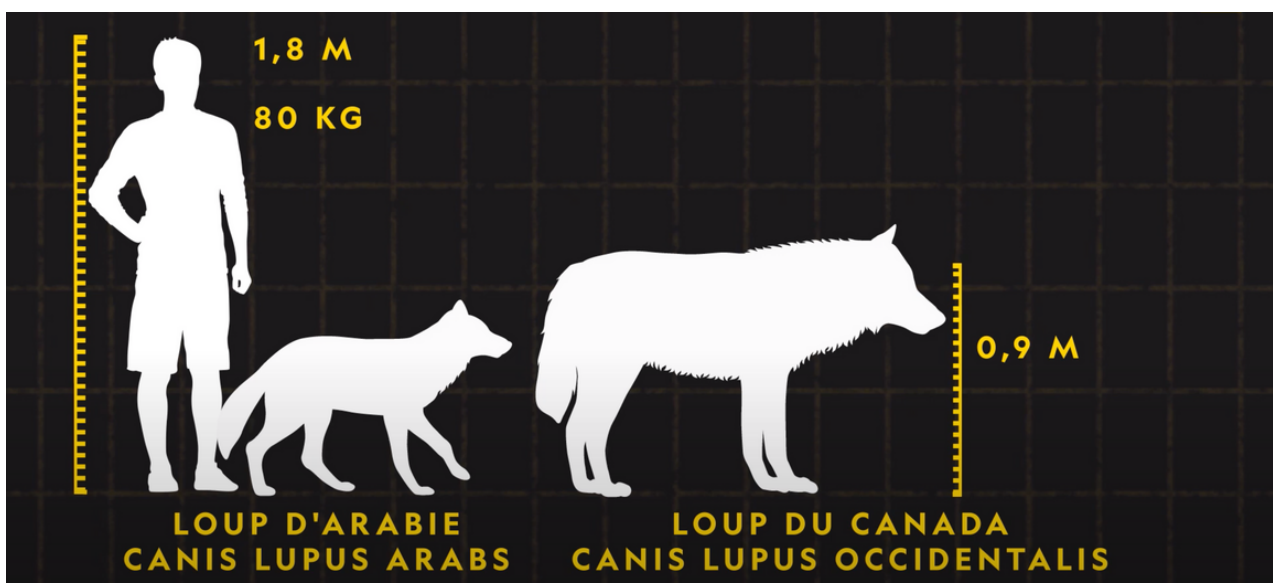 1,8 M
80 KG
0,9 M
LOUP D'ARABIE
CANIS LUPUS ARABS
LOUP DU CANADA
CANIS LUPUS OCCIDENTALIS